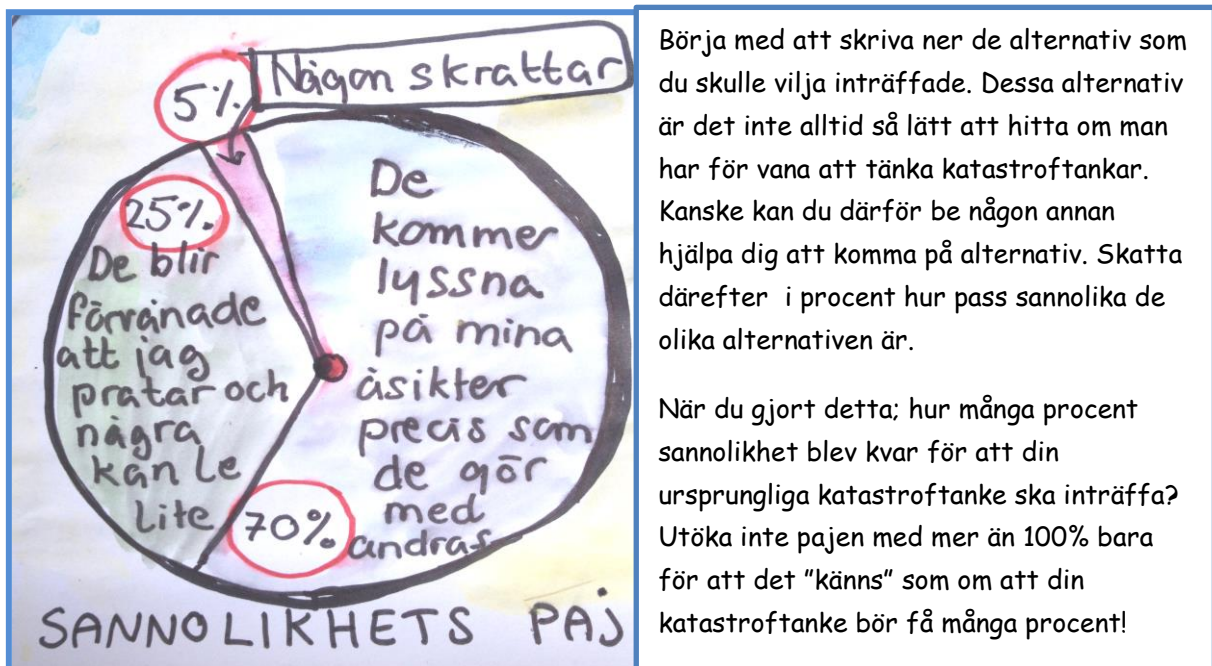 Någon skrattar
5%
25%
De blir
förvånade
att jag
pratar och
några
kan le
lite
De
kommer
lyssna
på mina
åsikter
precis som
de gör
med
andras
70%
SANNOLIKHETS PAJ
Börja med att skriva ner de alternativ som
du skulle vilja inträffade. Dessa alternativ
är det inte alltid så lätt att hitta om man
har för vana att tänka katastroftankar.
Kanske kan du därför be någon annan
hjälpa dig att komma på alternativ. Skatta
därefter i procent hur pass sannolika de
olika alternativen är.
När du gjort detta; hur många procent
sannolikhet blev kvar för att din
ursprungliga katastroftanke ska inträffa?
Utöka inte pajen med mer än 100% bara
för att det ”känns” som om att din
katastroftanke bör få många procent!